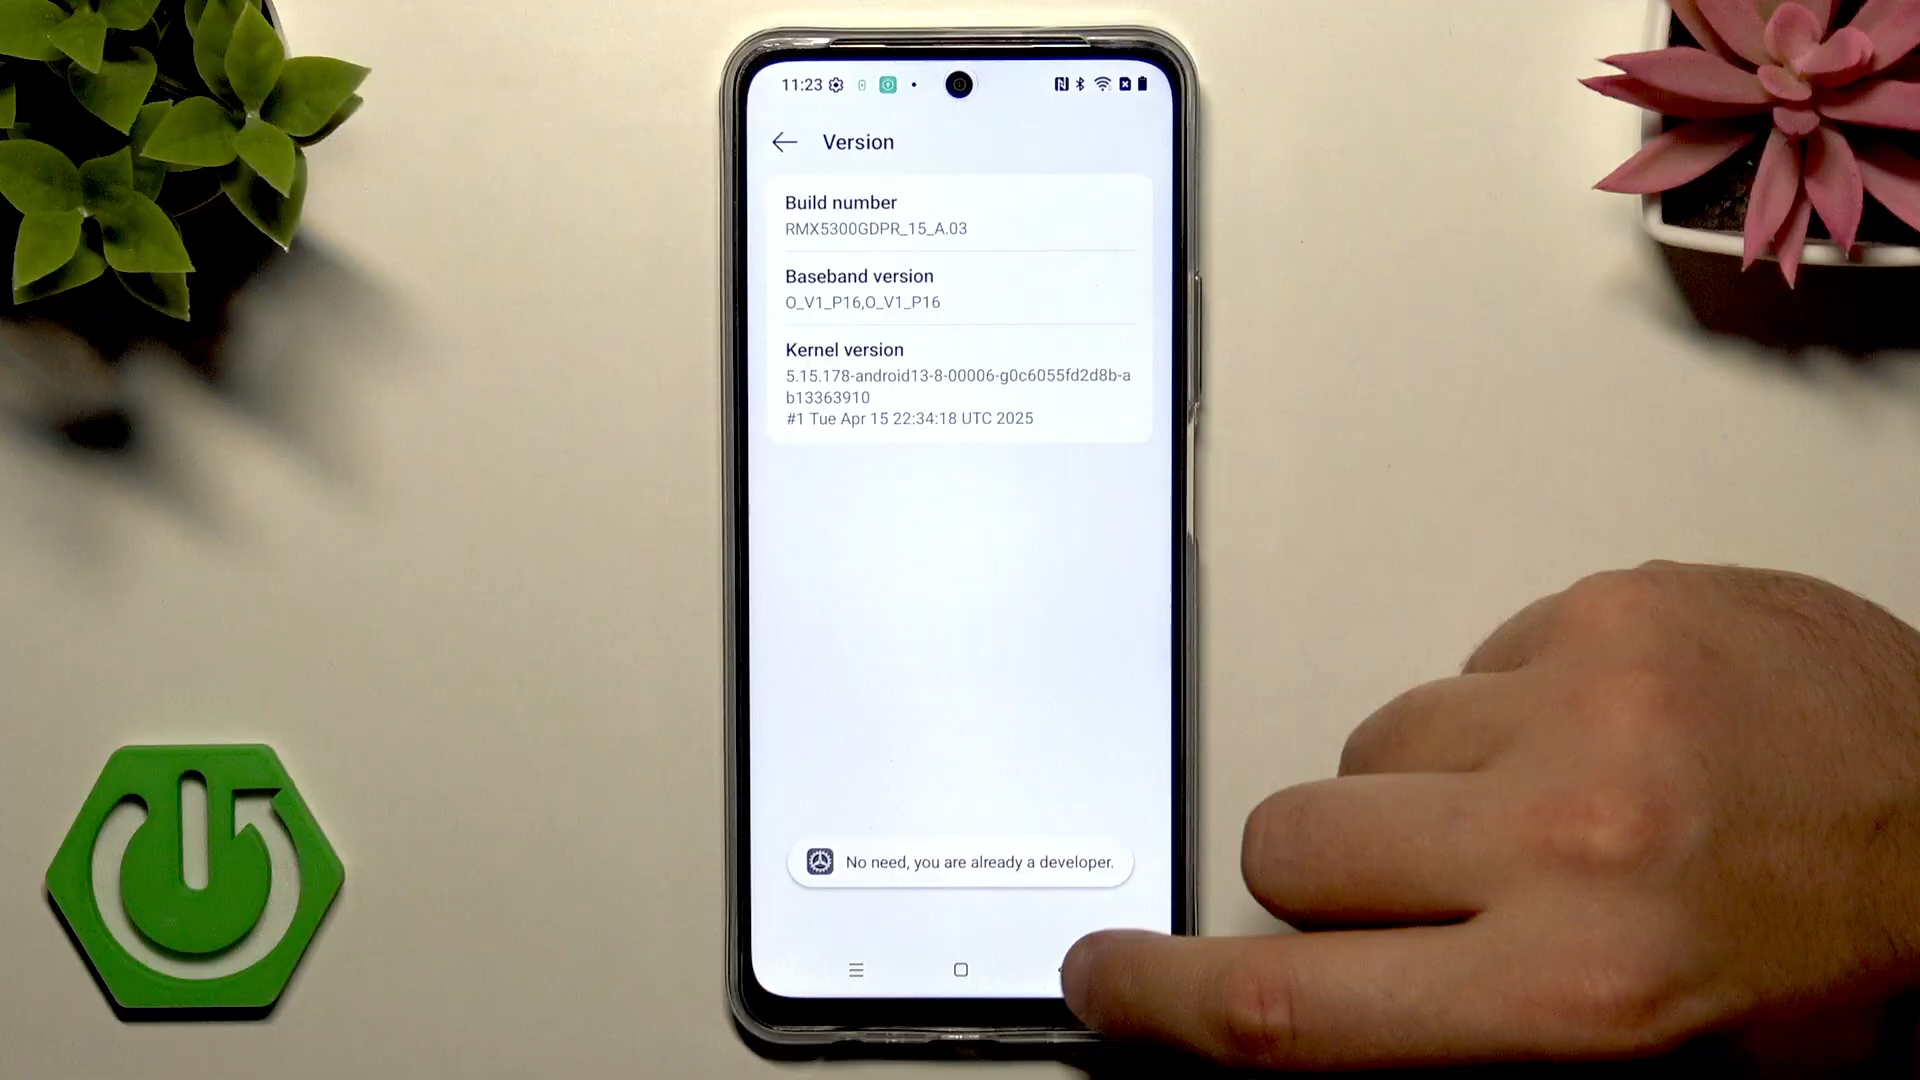 11:23
Version
Build number
RMX5300GDPR_15_A.03
Baseband version
O_V1_P16,O_V1_P16
Kernel version
5.15.178-android13-8-00006-g0c6055fd2d8b-a
b13363910
#1 Tue Apr 15 22:34:18 UTC 2025
No need, you are already a developer.